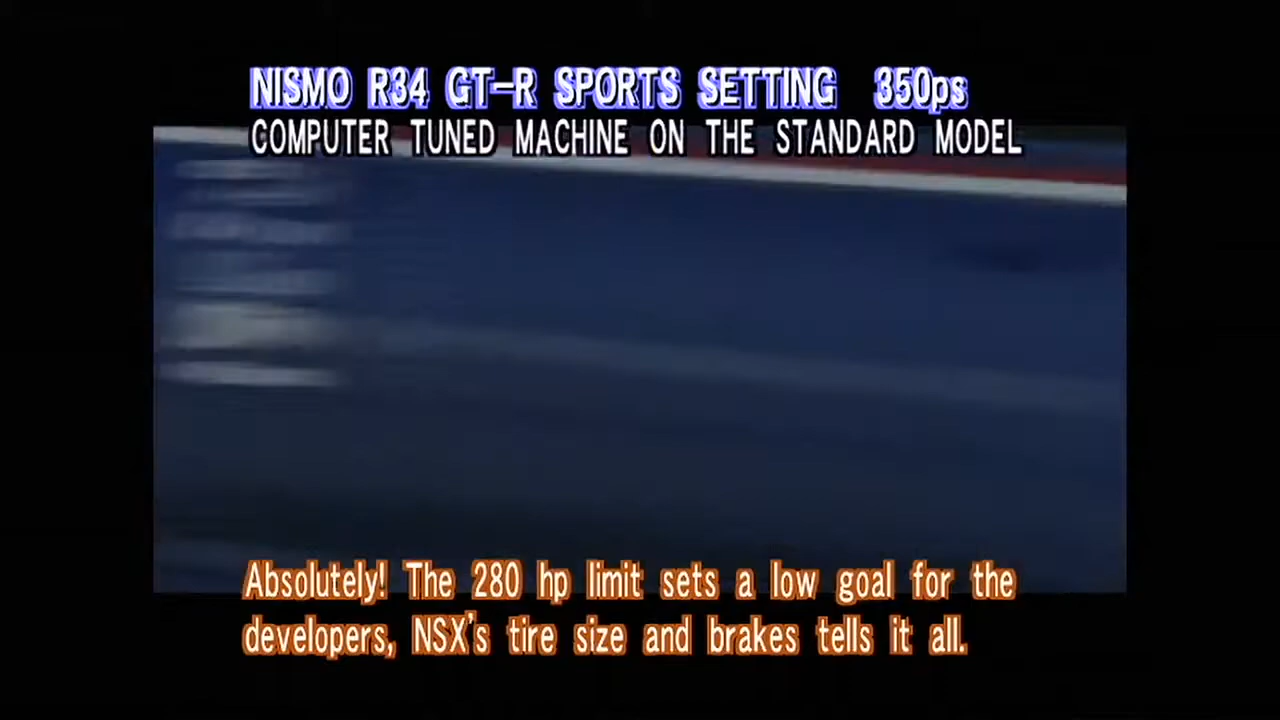 NISMO R34 GT-R SPORTS SETTING 350ps
COMPUTER TUNED MACHINE ON THE STANDARD MODEL
Absolutely! The 280 hp limit sets a low goal for the
developers, NSX's tire size and brakes tells it all.